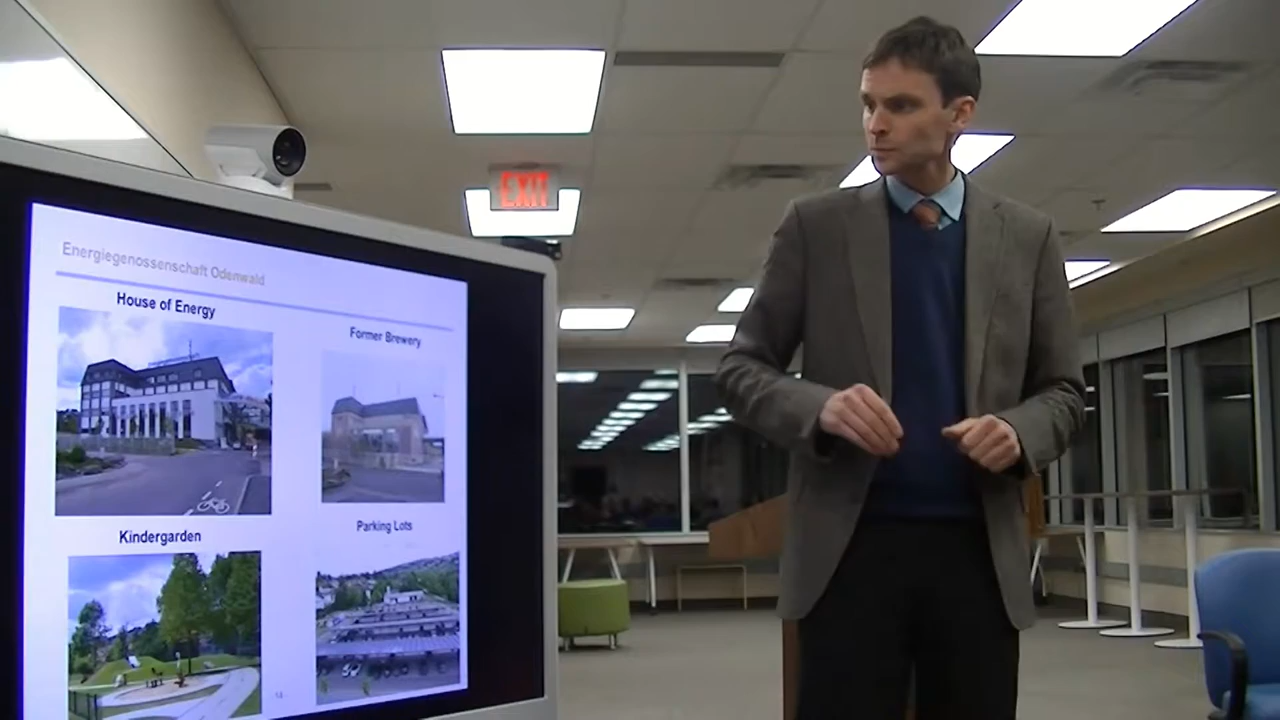 EXIT
Energiegenossenschaft Odenwald
House of Energy
Former Brewery
Kindergarden
Parking Lots